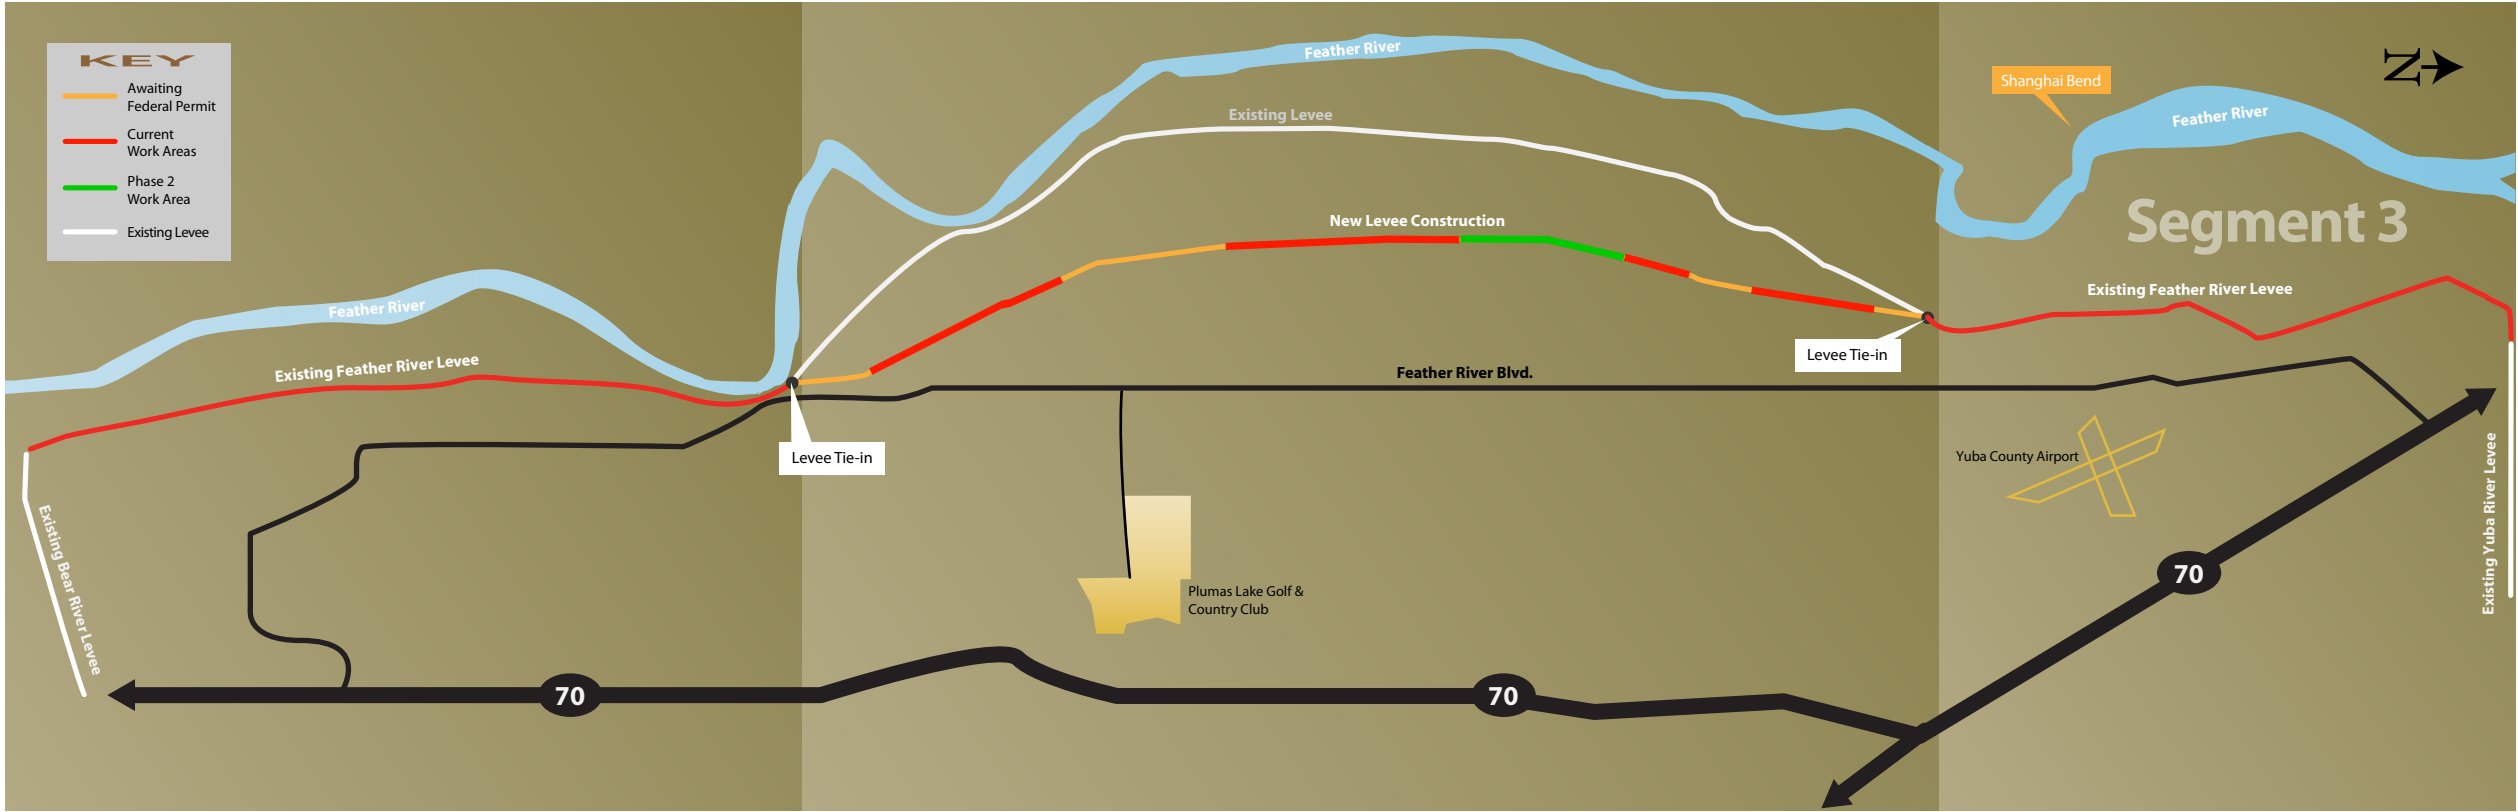 KEY
Awaiting
Federal Permit
Current
Work Areas
Phase 2
Work Area
Existing Levee
Feather River
Existing Levee
New Levee Construction
Shanghai Bend
Feather River
N
Segment 3
Feather River
Existing Feather River Levee
Existing Feather River Levee
Levee Tie-in
Feather River Blvd.
Levee Tie-in
Yuba County Airport
Existing Yuba River Levee
Existing Bear River Levee
Plumas Lake Golf &
Country Club
70
70
70